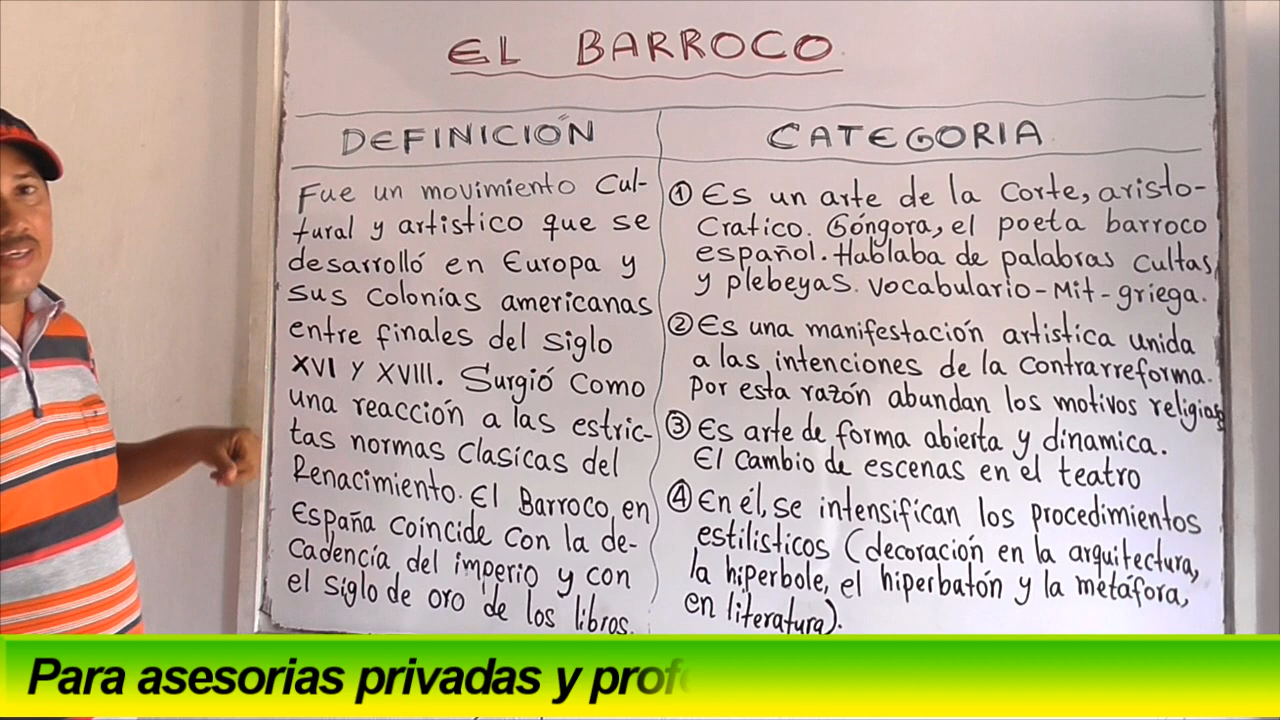 EL BARROCO
DEFINICIÓN
Fue un movimiento Cul-
tural y artistico que se
desarrolló en Europa y
sus Colonías americanas
entre finales del siglo
XVI Y XVIII. Surgió Como
una reacción a las estric-
tas normas Clasicas del
Renacimiento. El Barroco en
España Coincide Con la de-
cadencía del imperio y con
el siglo de oro de los libros.
CATEGORIA
① Es un arte de la Corte, aristo-
Cratico. Góngora, el poeta barroco
español. Hablaba de palabras Cultas
y plebeyas. Vocabulario-Mit-griega.
② Es una manifestación artistica unida
a las intenciones de la Contrarreforma.
Por esta razón abundan los motivos religiosos
③ Es arte de forma abierta y dinamica.
El Cambio de escenas en el teatro
④ En él, se intensifican los procedimientos
estilisticos (decoración en la arquitectura,
la hiperbole, el hiperbatón y la metáfora,
en literatura).
Para asesorias privadas y prof